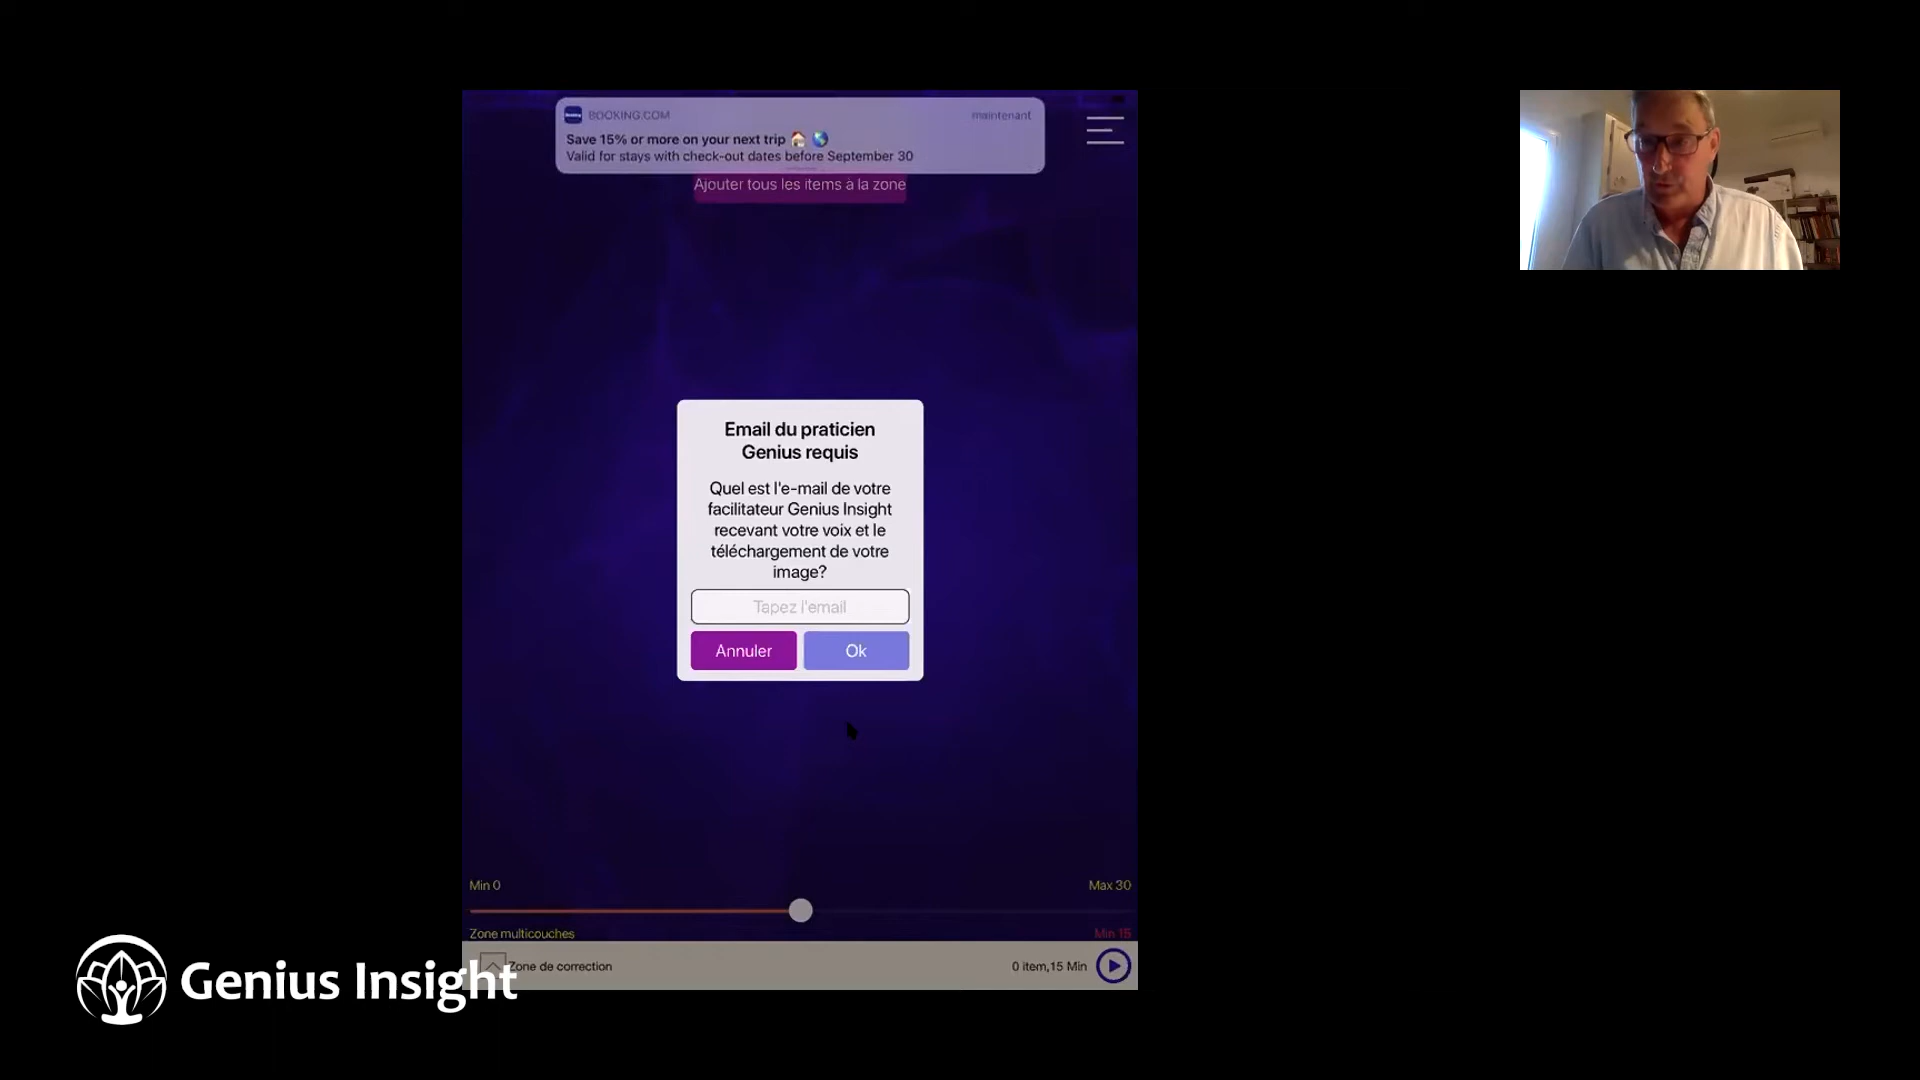 BOOKING.COM
maintenant
Save 15% or more on your next trip 🏠 🌎
Valid for stays with check-out dates before September 30
Ajouter tous les items à la zone
Email du praticien
Genius requis
Quel est l'e-mail de votre
facilitateur Genius Insight
recevant votre voix et le
téléchargement de votre
image?
Tapez l'email
Annuler
Ok
Min 0
Max 30
Zone multicouches
Min 15
Zone de correction
0 item,15 Min
Genius Insight